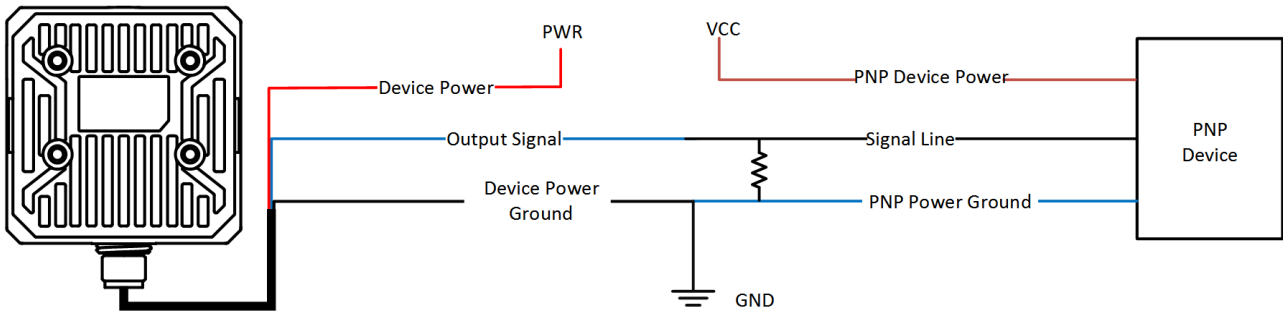 PWR
VCC
Device Power
PNP Device Power
Output Signal
Signal Line
PNP
Device
Device Power
Ground
PNP Power Ground
GND